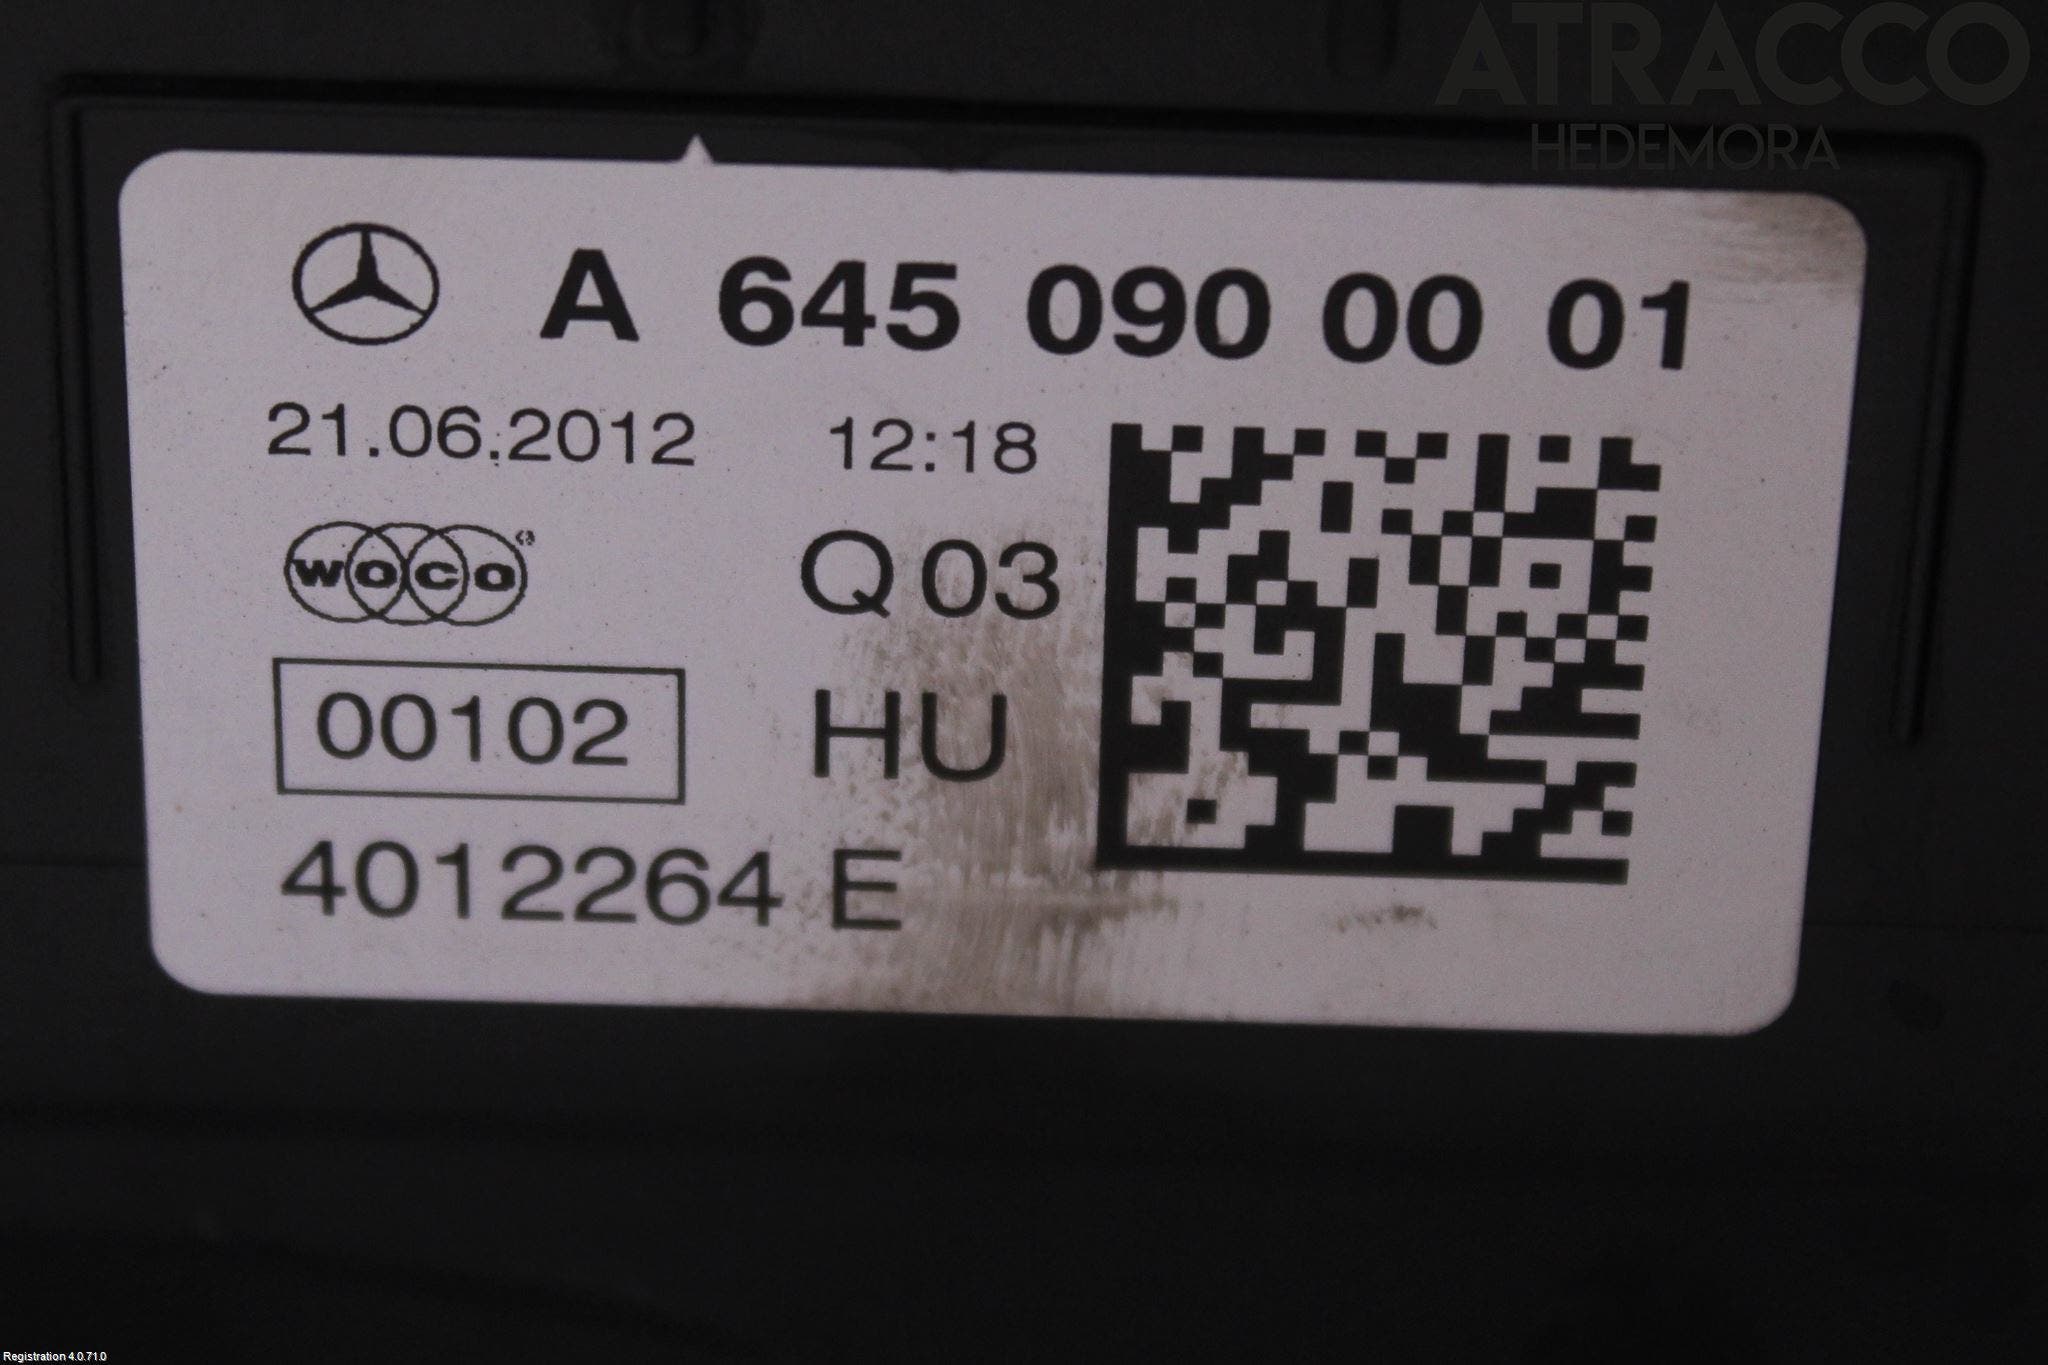 ATRACCO
HEDEMORA
A 645 090 00 01
21.06.2012 12:18
WOCO Q 03
00102 HU
4012264 E
Registration 4.0.71.0